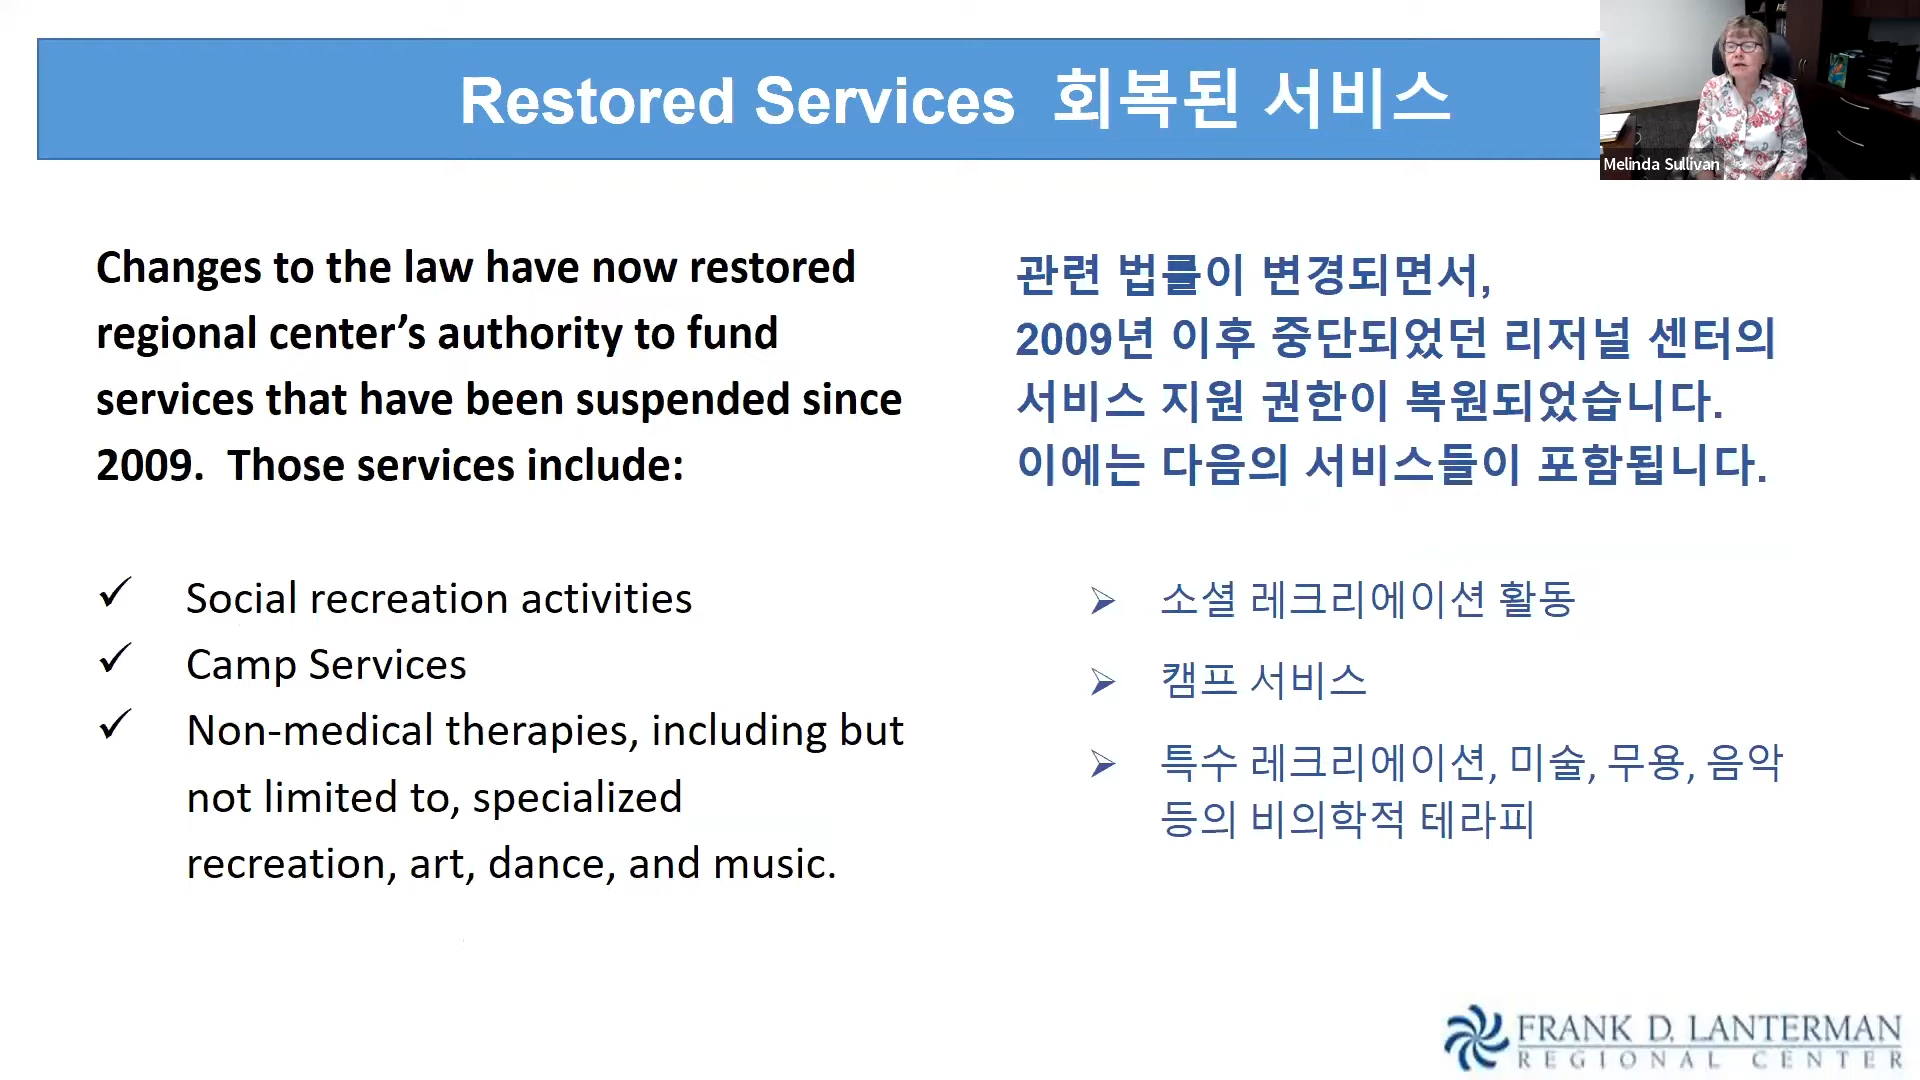 Restored Services 회복된 서비스
Melinda Sullivan
Changes to the law have now restored
regional center’s authority to fund
services that have been suspended since
2009. Those services include:
Social recreation activities
Camp Services
Non-medical therapies, including but
not limited to, specialized
recreation, art, dance, and music.
관련 법률이 변경되면서,
2009년 이후 중단되었던 리저널 센터의
서비스 지원 권한이 복원되었습니다.
이에는 다음의 서비스들이 포함됩니다.
소셜 레크리에이션 활동
캠프 서비스
특수 레크리에이션, 미술, 무용, 음악
등의 비의학적 테라피
FRANK D. LANTERMAN
REGIONAL CENTER